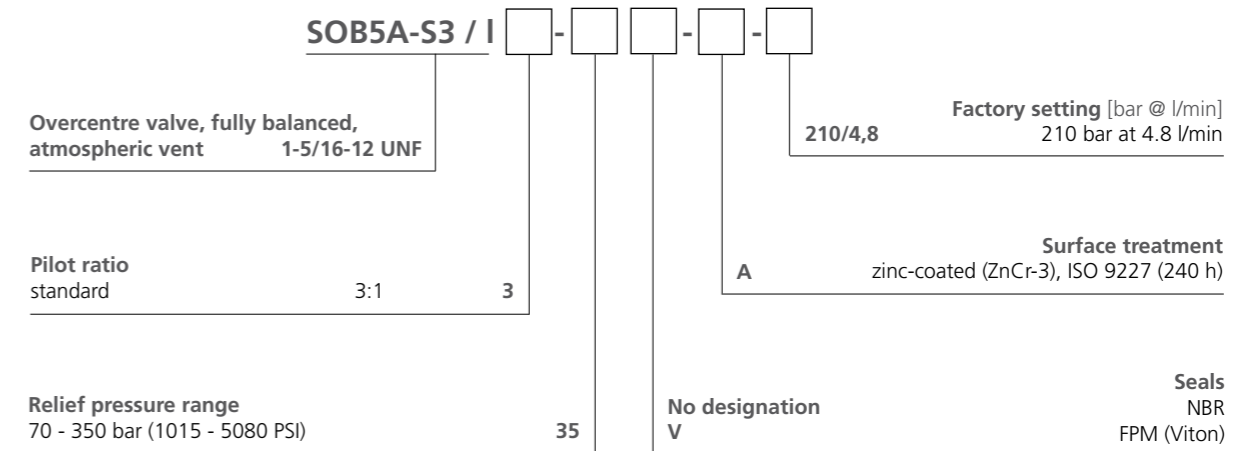 SOB5A-S3 / I - - -
Overcentre valve, fully balanced,
atmospheric vent 1-5/16-12 UNF
Factory setting [bar @ l/min]
210/4,8 210 bar at 4.8 l/min
Pilot ratio
standard 3:1 3
Surface treatment
A zinc-coated (ZnCr-3), ISO 9227 (240 h)
Relief pressure range
70 - 350 bar (1015 - 5080 PSI) 35
Seals
No designation NBR
V FPM (Viton)